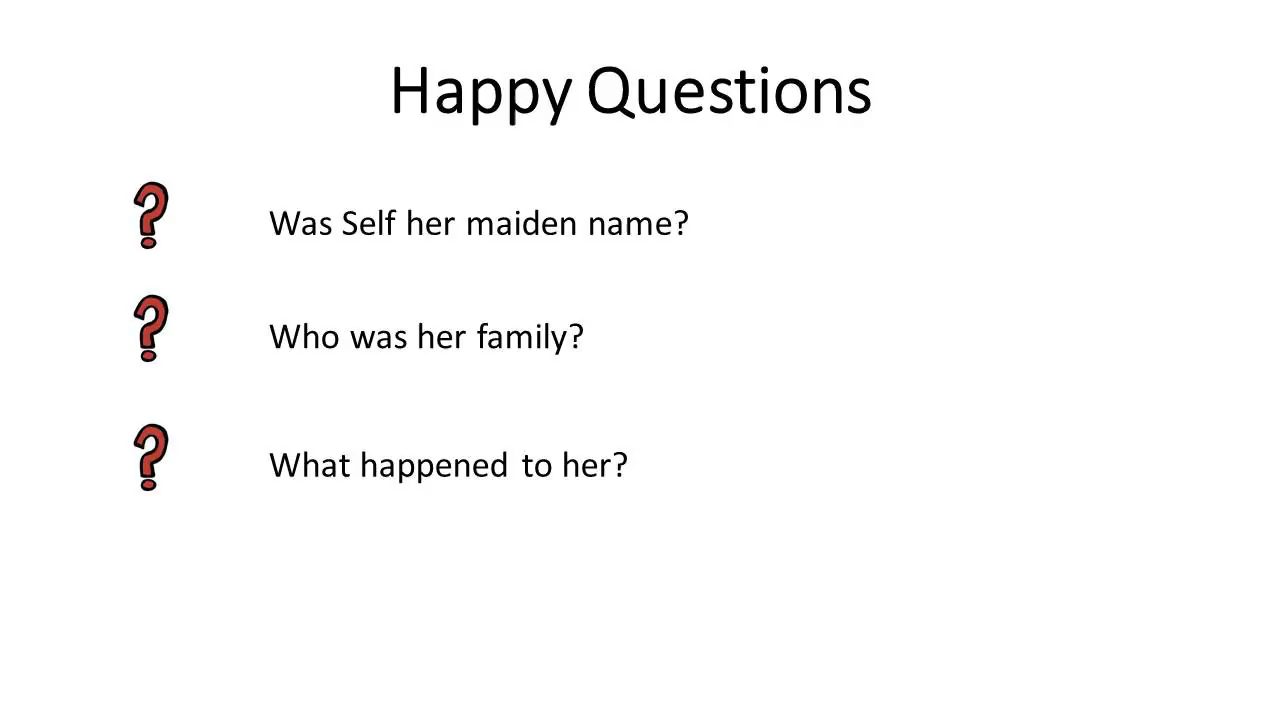 Happy Questions
Was Self her maiden name?
Who was her family?
What happened to her?